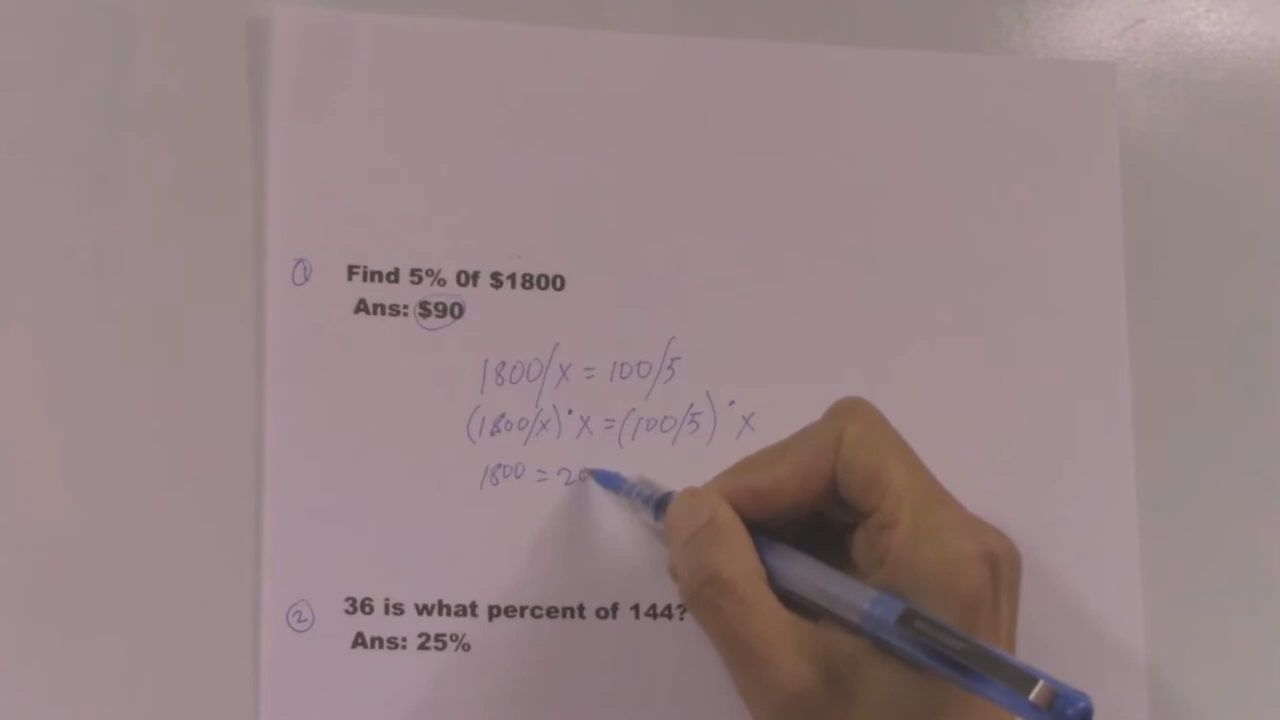 ① Find 5% 0f $1800
Ans: $90
1800/x = 100/5
(1800/x) · x = (100/5) · x
1800 = 20
② 36 is what percent of 144?
Ans: 25%